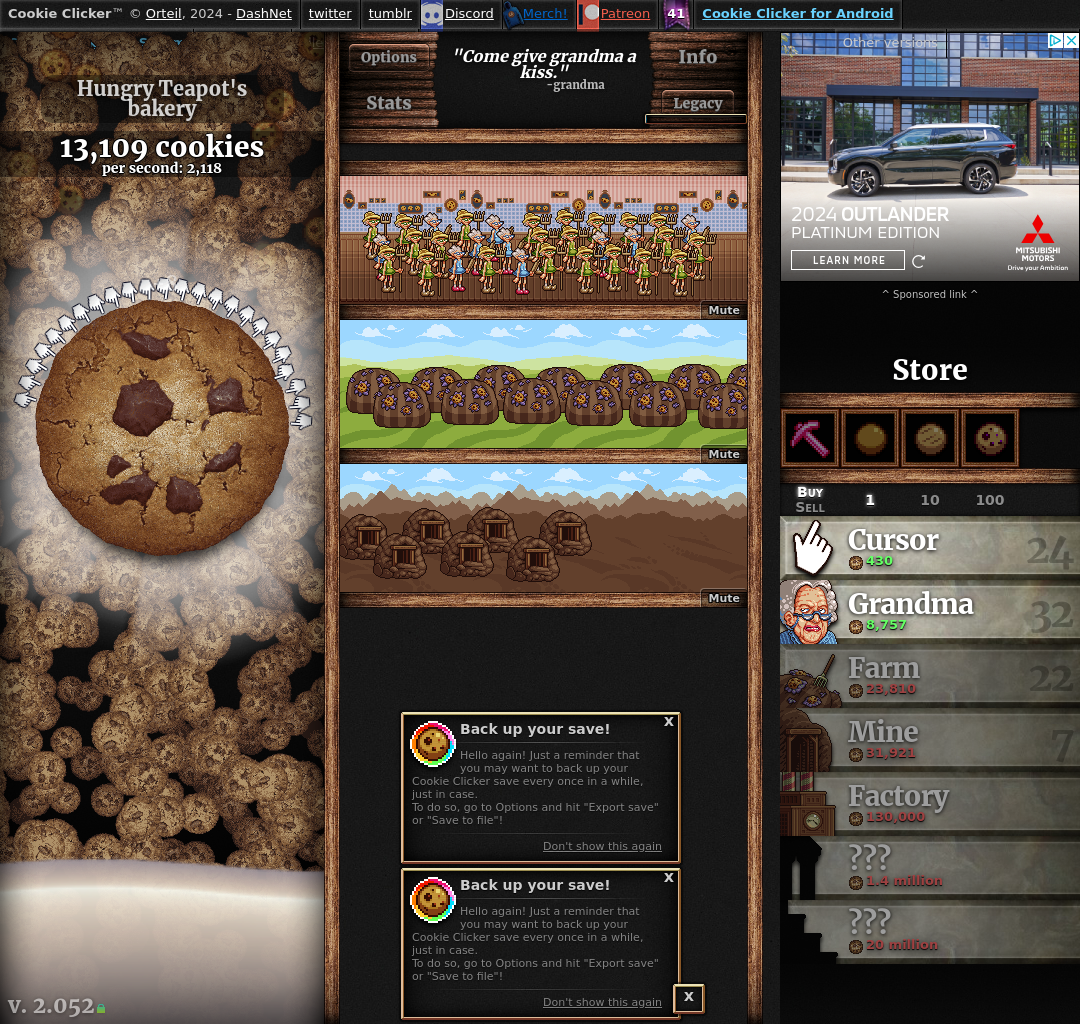 Cookie Clicker™ © Orteil, 2024 - DashNet
twitter
tumblr
Discord
Merch!
Patreon
41
Cookie Clicker for Android
Other versions
Hungry Teapot's
bakery
13,109 cookies
per second: 2,118
v. 2.052
Options
Stats
"Come give grandma a
kiss."
-grandma
Info
Legacy
Mute
Mute
Mute
Back up your save!
X
Hello again! Just a reminder that
you may want to back up your
Cookie Clicker save every once in a while,
just in case.
To do so, go to Options and hit "Export save"
or "Save to file"!
Don't show this again
Back up your save!
X
Hello again! Just a reminder that
you may want to back up your
Cookie Clicker save every once in a while,
just in case.
To do so, go to Options and hit "Export save"
or "Save to file"!
Don't show this again
X
2024 OUTLANDER
PLATINUM EDITION
LEARN MORE
MITSUBISHI
MOTORS
Drive your Ambition
^ Sponsored link ^
Store
BUY
SELL
1
10
100
Cursor
430
24
Grandma
8,757
32
Farm
23,810
22
Mine
31,921
7
Factory
130,000
???
1.4 million
???
20 million